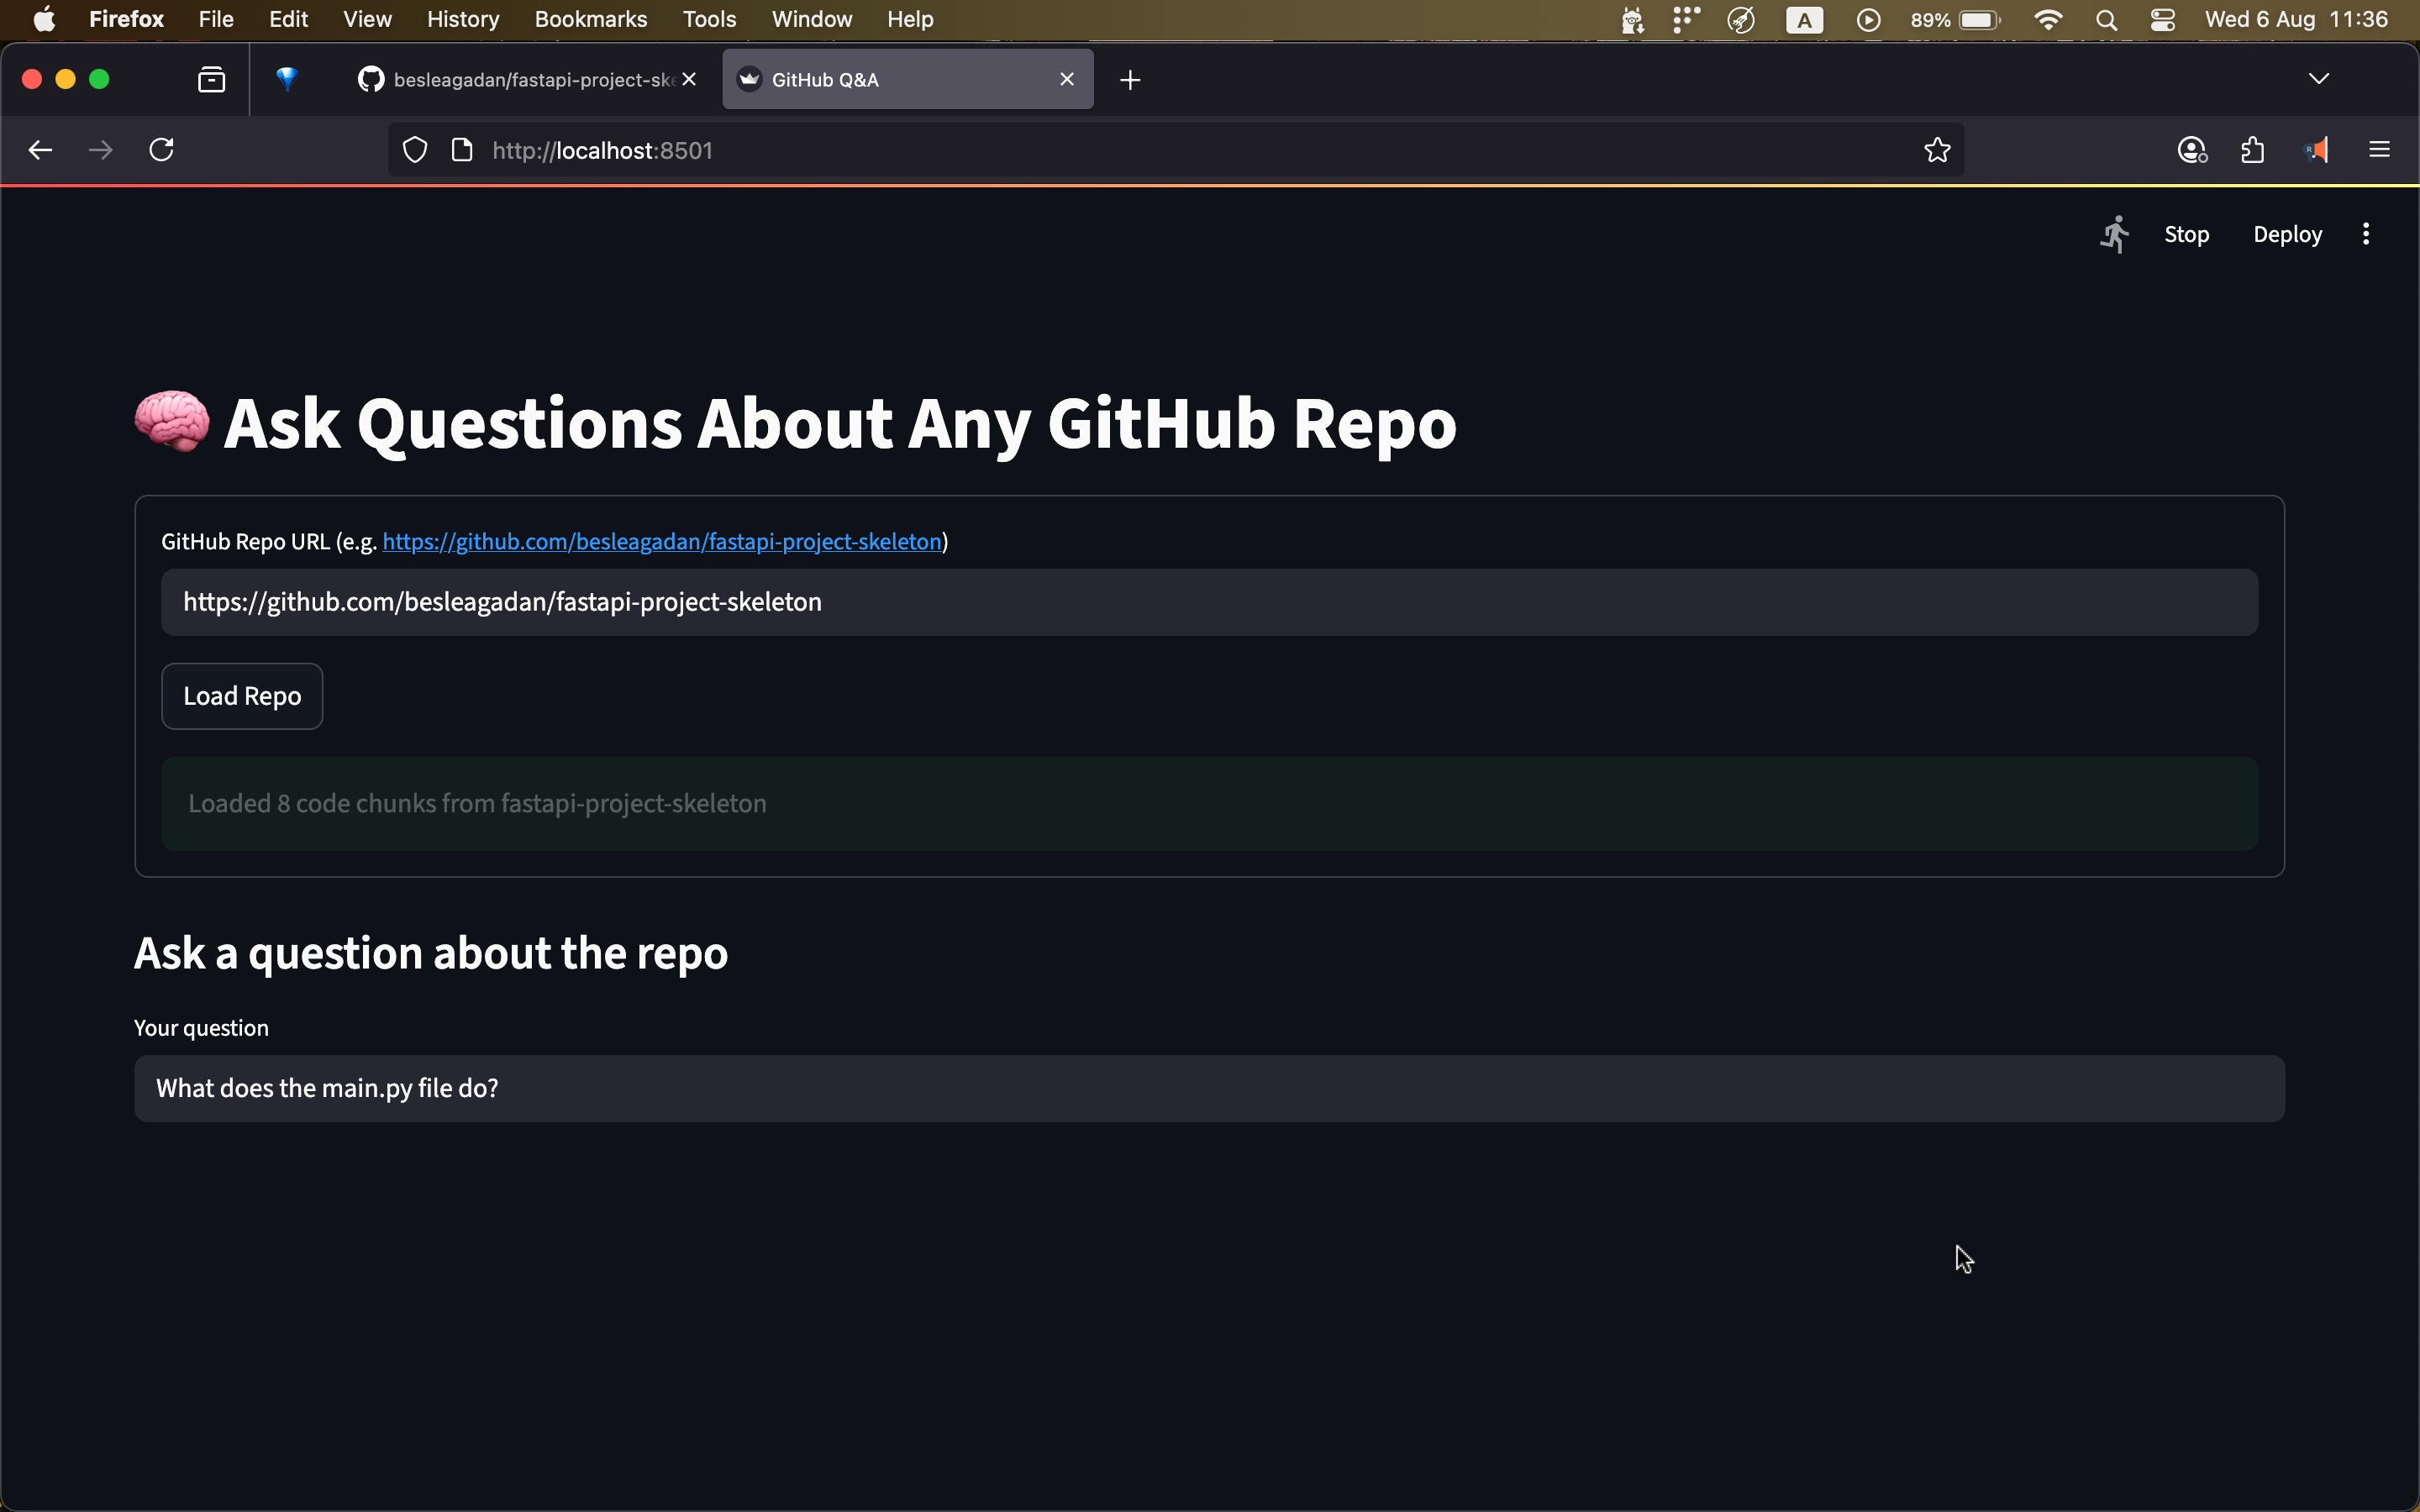 Firefox File Edit View History Bookmarks Tools Window Help A 89% Wed 6 Aug 11:36
besleagadan/fastapi-project-ske GitHub Q&A
http://localhost:8501
Stop Deploy
Ask Questions About Any GitHub Repo
GitHub Repo URL (e.g. https://github.com/besleagadan/fastapi-project-skeleton)
https://github.com/besleagadan/fastapi-project-skeleton
Load Repo
Loaded 8 code chunks from fastapi-project-skeleton
Ask a question about the repo
Your question
What does the main.py file do?